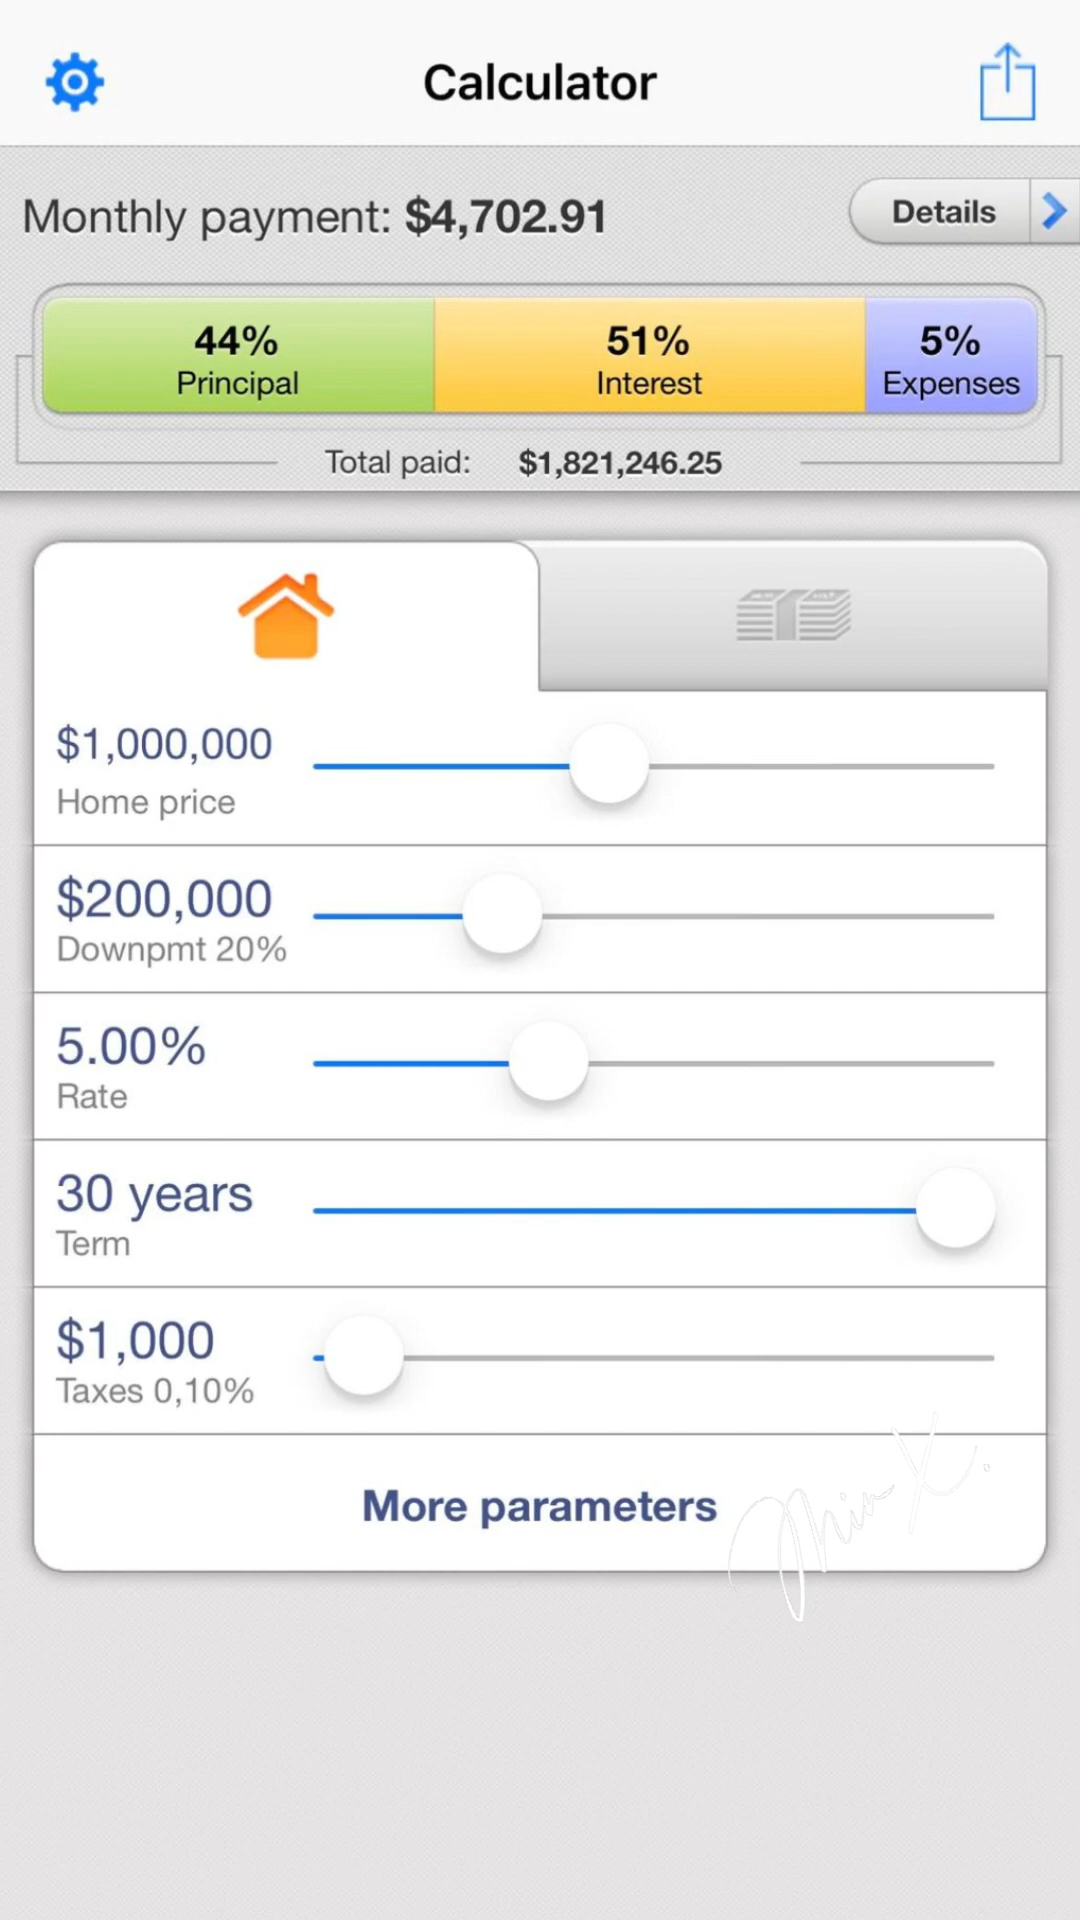 Calculator
Monthly payment: $4,702.91
Details
44%
Principal
51%
Interest
5%
Expenses
Total paid: $1,821,246.25
$1,000,000
Home price
$200,000
Downpmt 20%
5.00%
Rate
30 years
Term
$1,000
Taxes 0,10%
More parameters